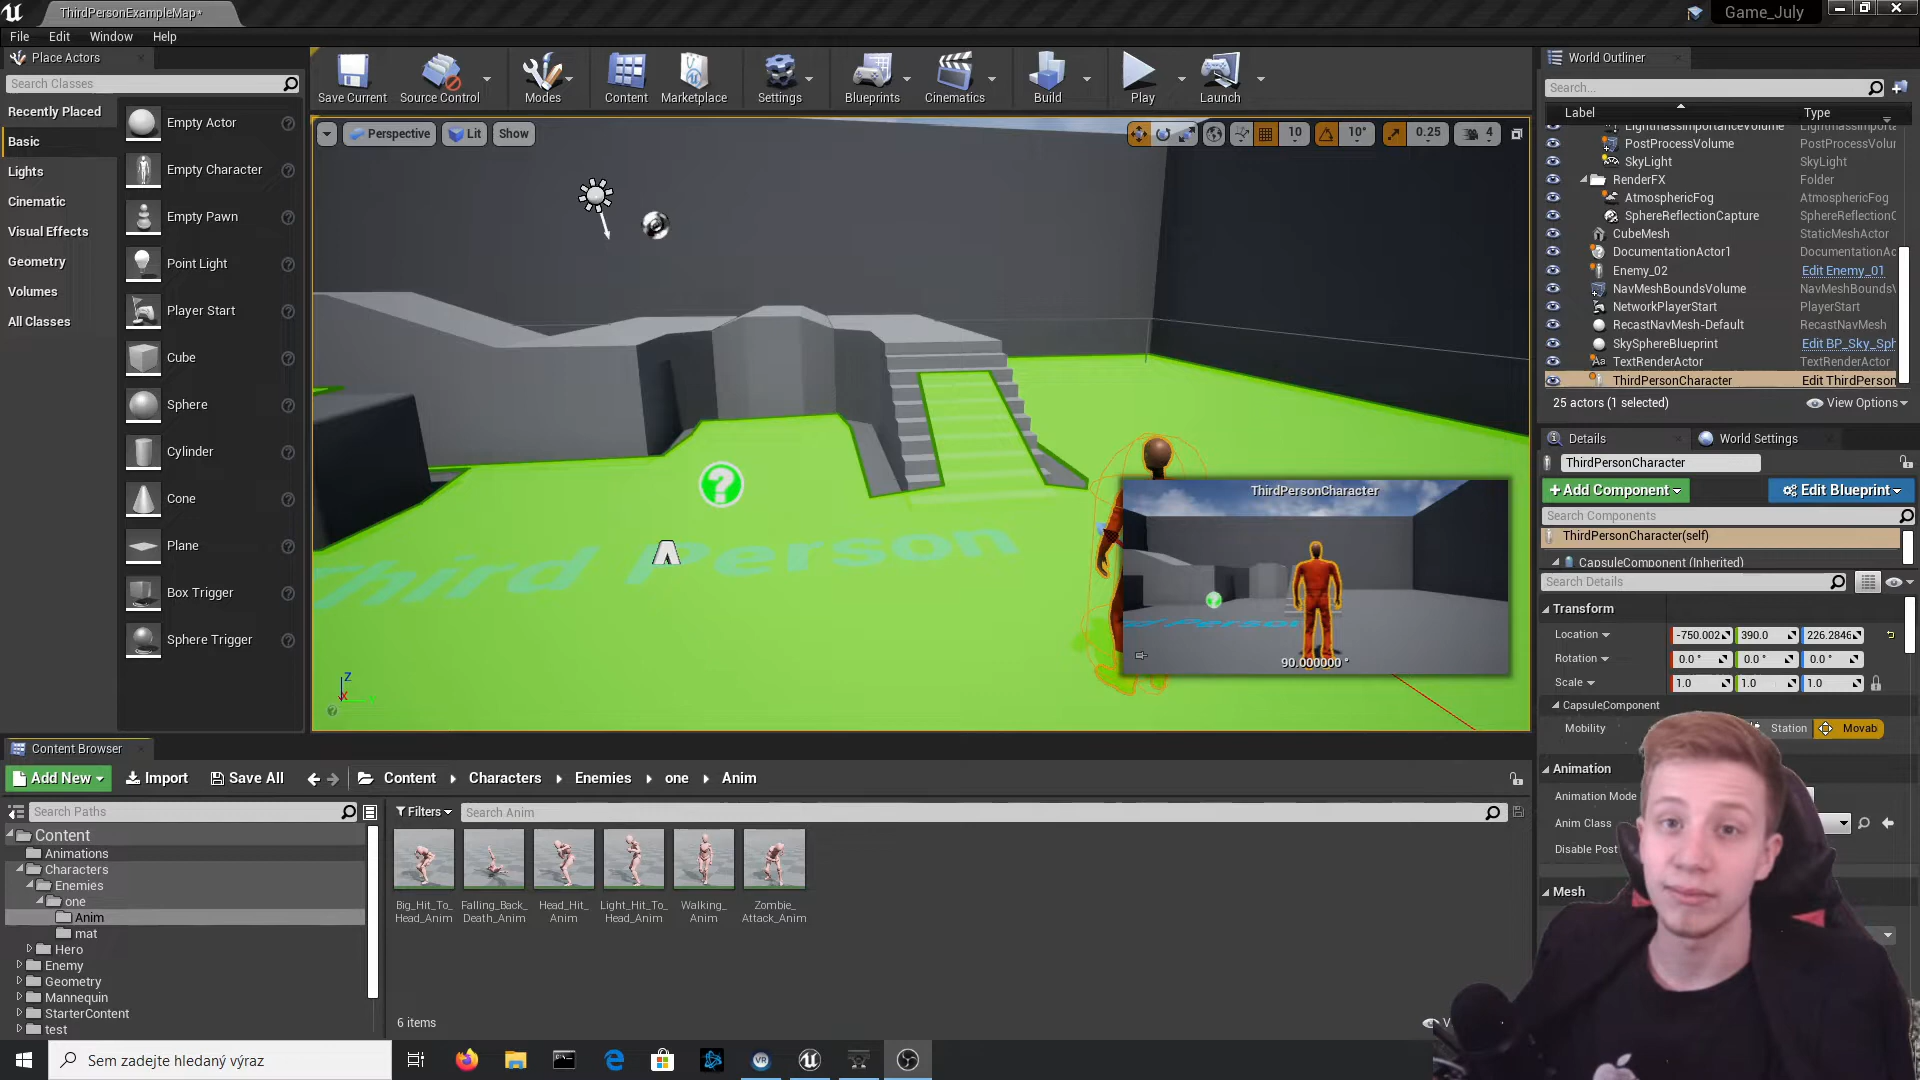 ThirdPersonExampleMap*
Game_July
File Edit Window Help
Place Actors
Search Classes
Recently Placed
Basic
Lights
Cinematic
Visual Effects
Geometry
Volumes
All Classes
Empty Actor
Empty Character
Empty Pawn
Point Light
Player Start
Cube
Sphere
Cylinder
Cone
Plane
Box Trigger
Sphere Trigger
Save Current
Source Control
Modes
Content
Marketplace
Settings
Blueprints
Cinematics
Build
Play
Launch
Perspective
Lit
Show
10
10°
0.25
4
Third Person
ThirdPersonCharacter
90.000000 °
Z
World Outliner
Search...
Label Type
LightmassImportanceVolume Lightmass
PostProcessVolume PostProcessVolu
SkyLight SkyLight
RenderFX Folder
AtmosphericFog AtmosphericFog
SphereReflectionCapture SphereReflectionC
CubeMesh StaticMeshActor
DocumentationActor1 DocumentationAc
Enemy_02 Edit Enemy_01
NavMeshBoundsVolume NavMeshBoundsV
NetworkPlayerStart PlayerStart
RecastNavMesh-Default RecastNavMesh
SkySphereBlueprint Edit BP_Sky_Sph
TextRenderActor TextRenderActor
ThirdPersonCharacter Edit ThirdPerson
25 actors (1 selected)
View Options
Details
World Settings
ThirdPersonCharacter
+ Add Component
Edit Blueprint
Search Components
ThirdPersonCharacter(self)
CapsuleComponent (Inherited)
Search Details
Transform
Location -750.002 390.0 226.2846
Rotation 0.0 ° 0.0 ° 0.0 °
Scale 1.0 1.0 1.0
CapsuleComponent
Mobility Station Movab
Animation
Animation Mode
Anim Class
Disable Post
Mesh
Content Browser
Add New
Import
Save All
Content Characters Enemies one Anim
Search Paths
Filters
Search Anim
Content
Animations
Characters
Enemies
one
Anim
mat
Hero
Enemy
Geometry
Mannequin
StarterContent
test
Big_Hit_To_
Head_Anim
Falling_Back_
Death_Anim
Head_Hit_
Anim
Light_Hit_To_
Head_Anim
Walking_
Anim
Zombie_
Attack_Anim
6 items
V
Sem zadejte hledaný výraz